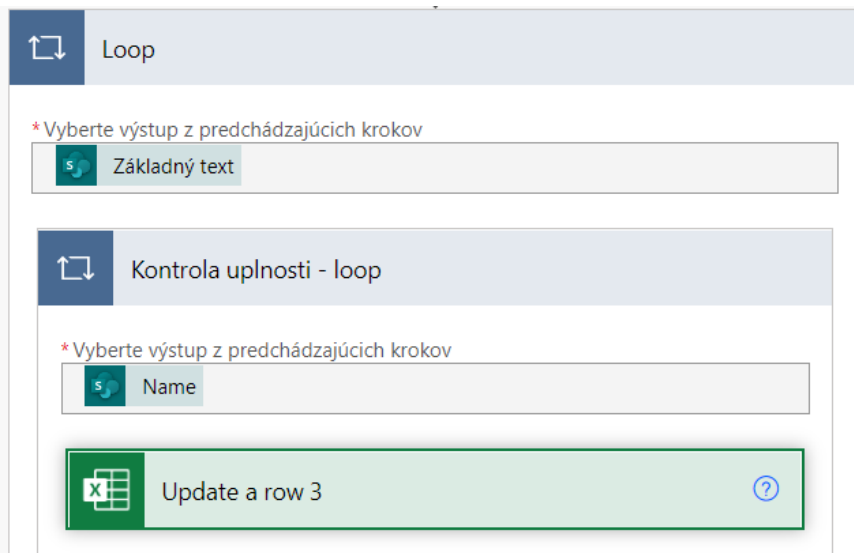 Loop
* Vyberte výstup z predchádzajúcich krokov
Základný text
Kontrola uplnosti - loop
* Vyberte výstup z predchádzajúcich krokov
Name
Update a row 3